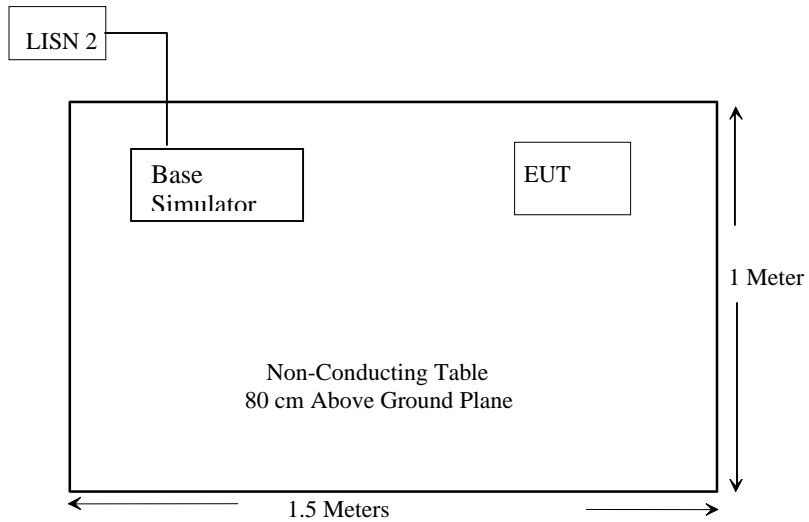 LISN 2
Base
Simulator
EUT
1 Meter
Non-Conducting Table
80 cm Above Ground Plane
1.5 Meters